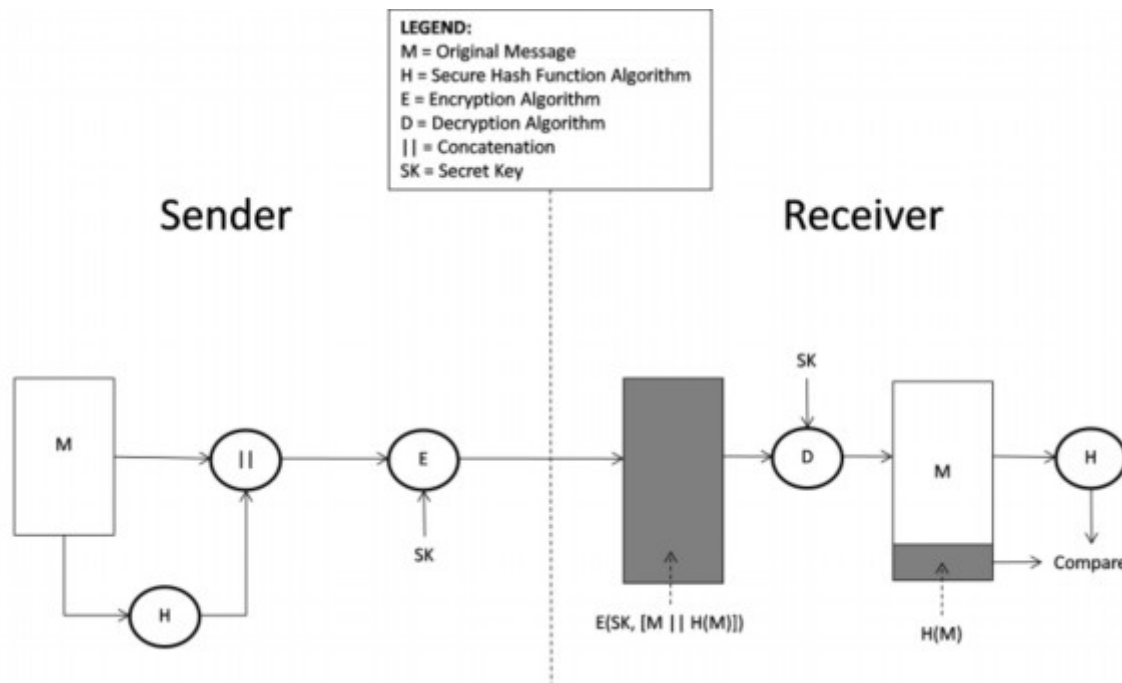 LEGEND:
M = Original Message
H = Secure Hash Function Algorithm
E = Encryption Algorithm
D = Decryption Algorithm
|| = Concatenation
SK = Secret Key
Sender
Receiver
SK
M
||
E
D
M
H
SK
Compare
H
E(SK, [M || H(M)])
H(M)